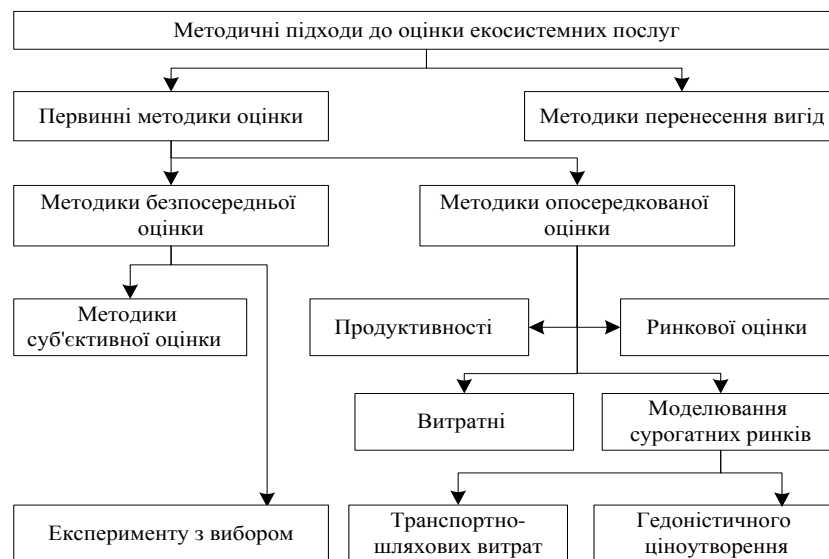 Методичні підходи до оцінки екосистемних послуг
Первинні методики оцінки
Методики перенесення вигід
Методики безпосередньої
оцінки
Методики опосередкованої
оцінки
Методики
суб'єктивної оцінки
Продуктивності
Ринкової оцінки
Витратні
Моделювання
сурогатних ринків
Експерименту з вибором
Транспортно-
шляхових витрат
Гедоністичного
ціноутворення